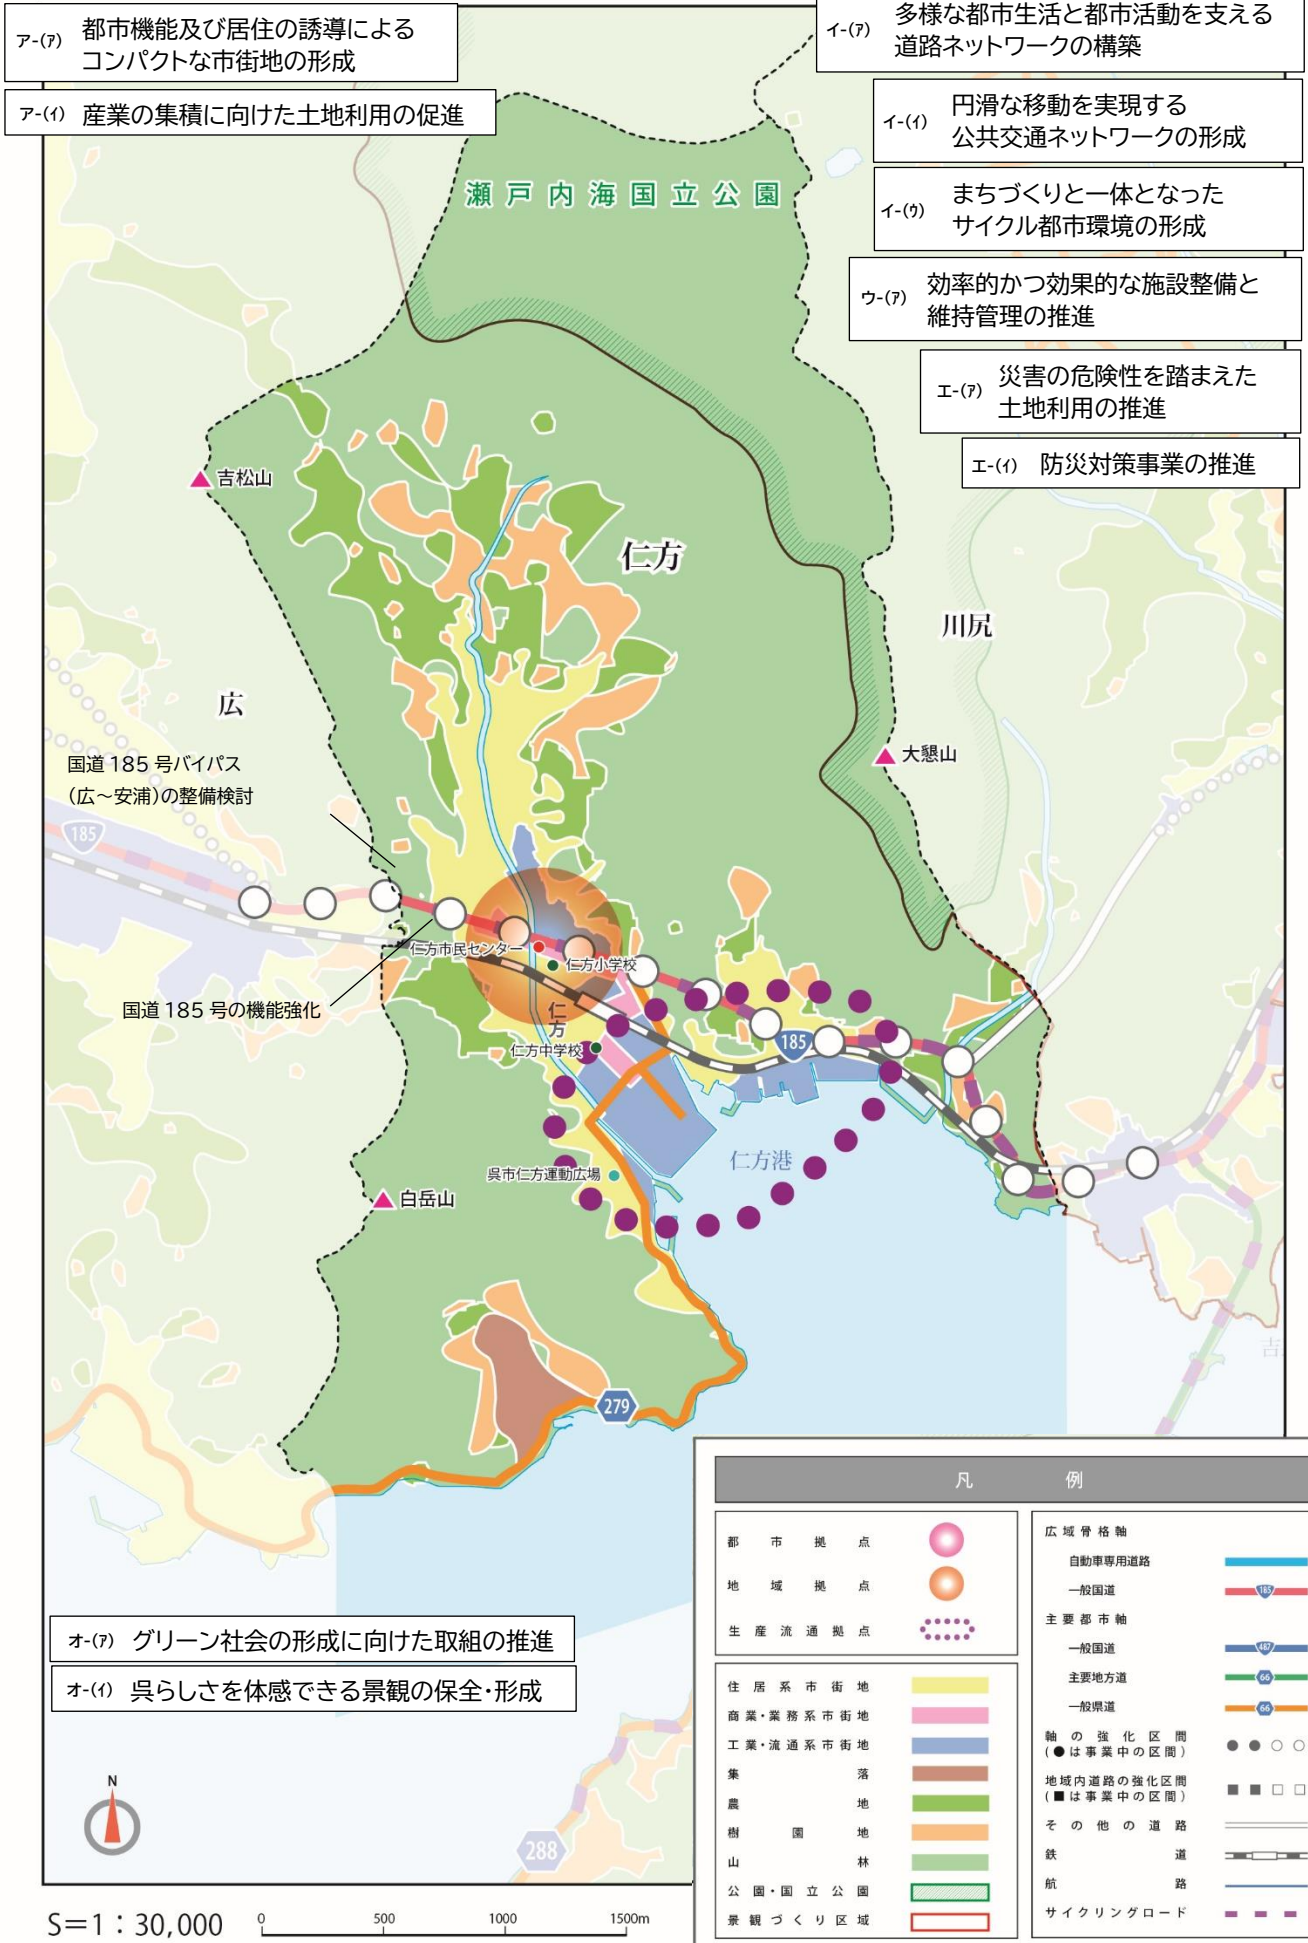 ア-(ア) 都市機能及び居住の誘導による
コンパクトな市街地の形成
ア-(イ) 産業の集積に向けた土地利用の促進
イ-(ア) 多様な都市生活と都市活動を支える
道路ネットワークの構築
イ-(イ) 円滑な移動を実現する
公共交通ネットワークの形成
イ-(ウ) まちづくりと一体となった
サイクル都市環境の形成
ウ-(ア) 効率的かつ効果的な施設整備と
維持管理の推進
エ-(ア) 災害の危険性を踏まえた
土地利用の推進
エ-(イ) 防災対策事業の推進
瀬戸内海国立公園
吉松山
仁方
川尻
広
大懇山
国道185号バイパス
(広～安浦)の整備検討
185
仁方市民センター
仁方小学校
国道185号の機能強化
仁方
仁方中学校
185
仁方港
呉市仁方運動広場
白岳山
吉
279
オ-(ア) グリーン社会の形成に向けた取組の推進
オ-(イ) 呉らしさを体感できる景観の保全・形成
N
288
S=1：30,000
0 500 1000 1500m
凡例
都市拠点
地域拠点
生産流通拠点
住居系市街地
商業・業務系市街地
工業・流通系市街地
集落
農地
樹園地
山林
公園・国立公園
景観づくり区域
広域骨格軸
自動車専用道路
一般国道 185
主要都市軸
一般国道 487
主要地方道 66
一般県道 66
軸の強化区間
(●は事業中の区間)
地域内道路の強化区間
(■は事業中の区間)
その他の道路
鉄道
航路
サイクリングロード